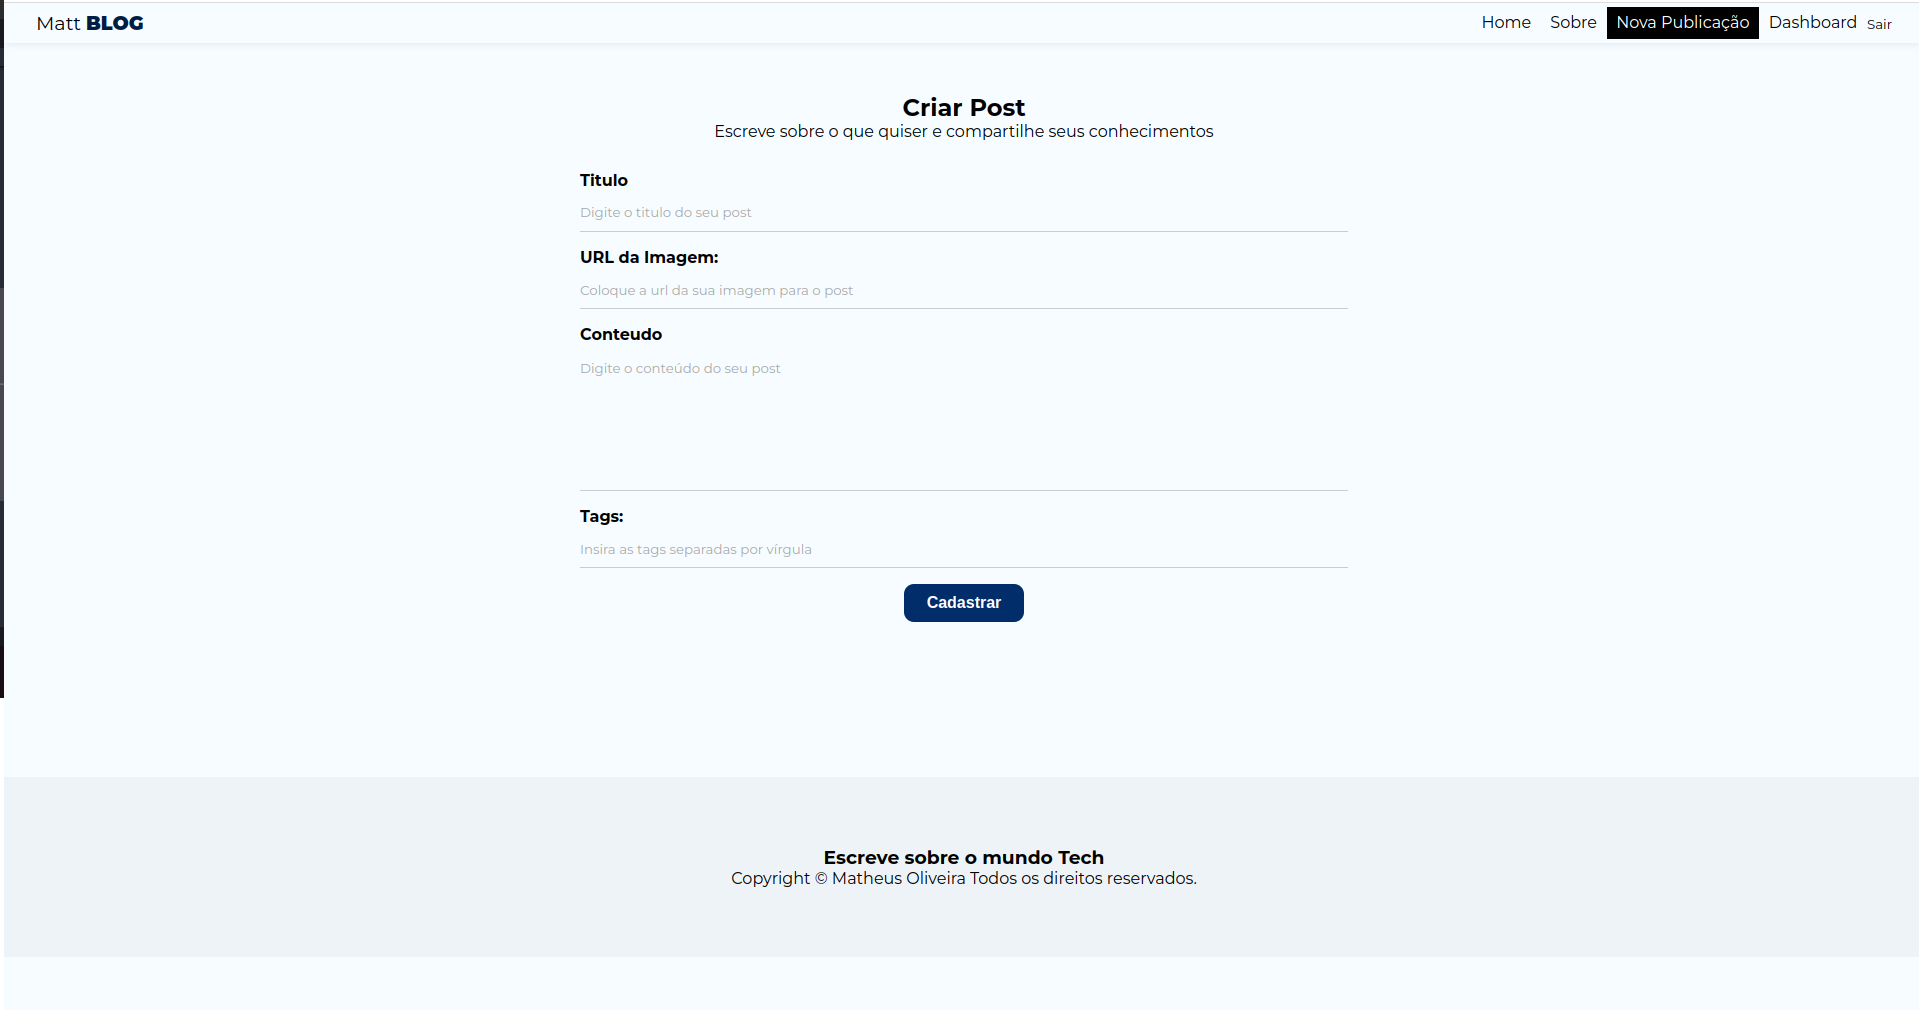 Matt BLOG Home Sobre Nova Publicação Dashboard Sair
Criar Post
Escreve sobre o que quiser e compartilhe seus conhecimentos
Titulo
Digite o titulo do seu post
URL da Imagem:
Coloque a url da sua imagem para o post
Conteudo
Digite o conteúdo do seu post
Tags:
Insira as tags separadas por vírgula
Cadastrar
Escreve sobre o mundo Tech
Copyright © Matheus Oliveira Todos os direitos reservados.